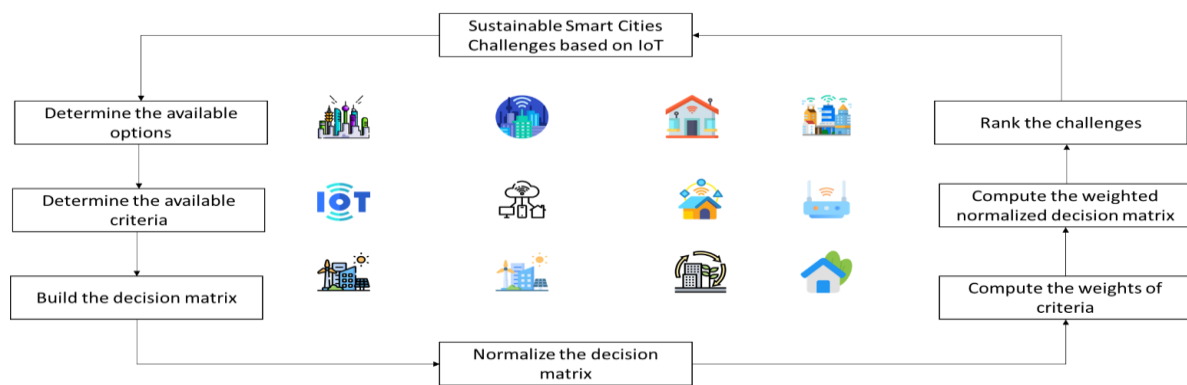 Sustainable Smart Cities
Challenges based on IoT
Determine the available
options
Determine the available
criteria
Build the decision matrix
Normalize the decision
matrix
Compute the weights of
criteria
Compute the weighted
normalized decision matrix
Rank the challenges
IOT